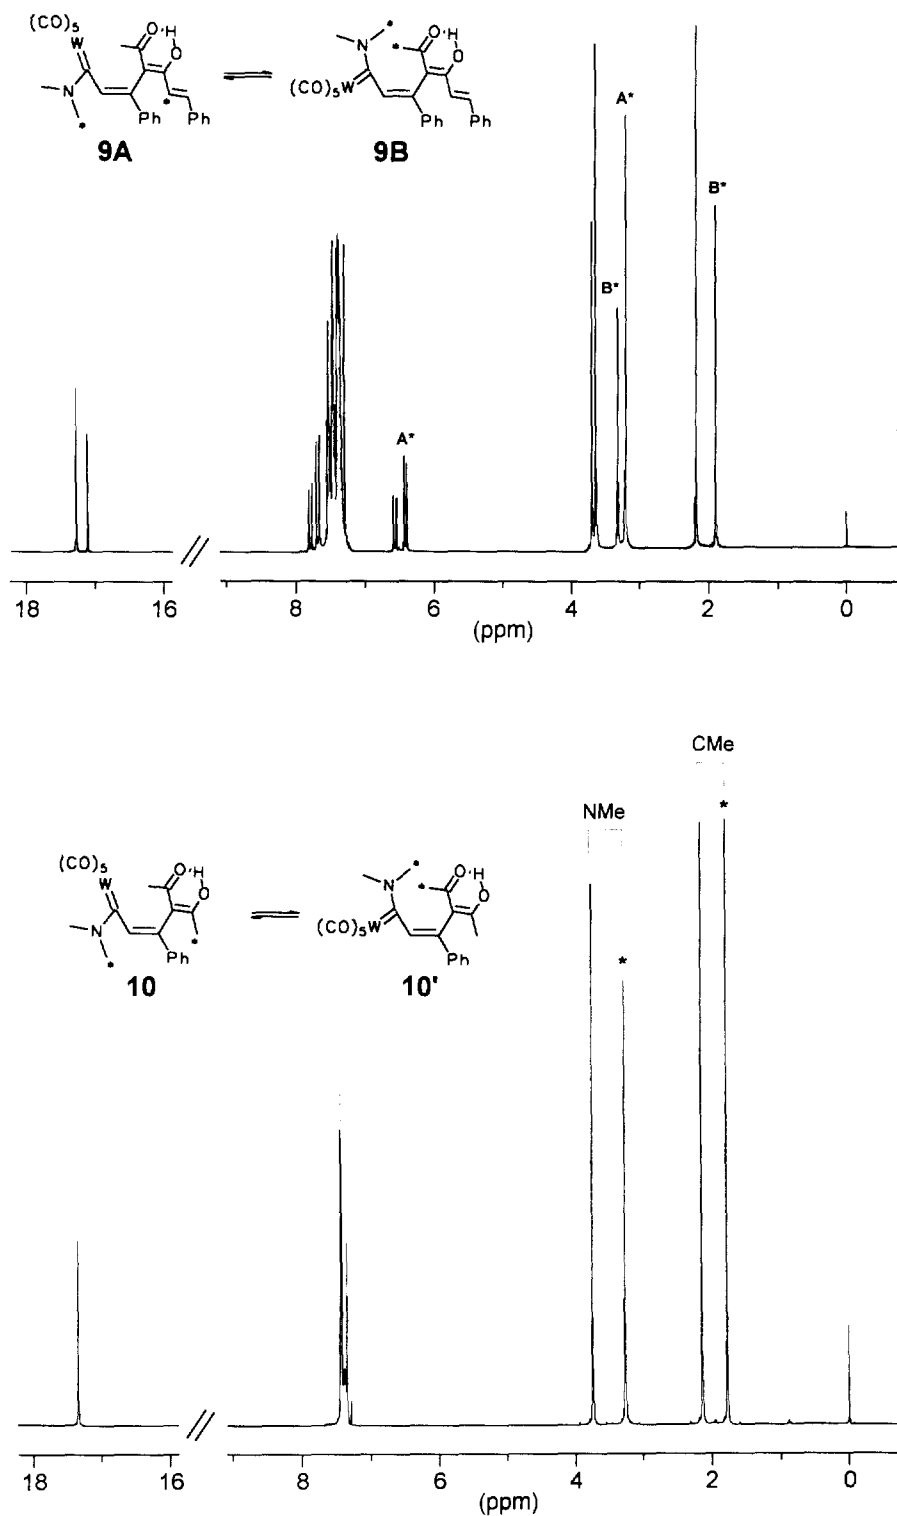 (CO)₅
W
N
*
O·H
O
*
Ph
Ph
9A
N
*
*
(CO)₅W
O·H
O
Ph
Ph
9B
A*
B*
A*
B*
A*
B*
18 16 8 6 4 2 0
(ppm)
CMe
*
NMe
*
(CO)₅
W
N
*
O·H
O
*
Ph
10
N
*
*
(CO)₅W
O·H
O
Ph
10'
18 16 8 6 4 2 0
(ppm)